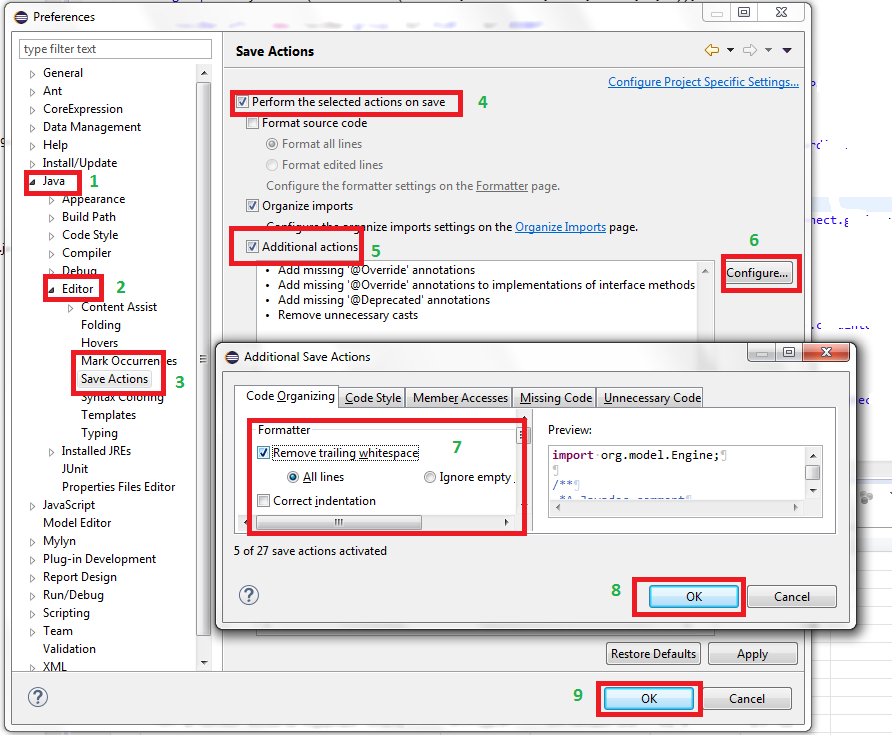 Preferences
type filter text
Save Actions
General
Ant
CoreExpression
Data Management
Help
Install/Update
Java
1
Appearance
Build Path
Code Style
Compiler
Debug
Editor
2
Content Assist
Folding
Hovers
Mark Occurrences
Save Actions
3
Syntax Coloring
Templates
Typing
Installed JREs
JUnit
Properties Files Editor
JavaScript
Model Editor
Mylyn
Plug-in Development
Report Design
Run/Debug
Scripting
Team
Validation
XML
Configure Project Specific Settings...
Perform the selected actions on save
4
Format source code
Format all lines
Format edited lines
Configure the formatter settings on the Formatter page.
Organize imports
Configure the organize imports settings on the Organize Imports page.
Additional actions
5
6
Configure...
• Add missing '@Override' annotations
• Add missing '@Override' annotations to implementations of interface methods
• Add missing '@Deprecated' annotations
• Remove unnecessary casts
Additional Save Actions
Code Organizing
Code Style
Member Accesses
Missing Code
Unnecessary Code
Formatter
7
Remove trailing whitespace
All lines
Ignore empty
Correct indentation
Preview:
import·org.model.Engine;¶
¶
/**¶
5 of 27 save actions activated
8
OK
Cancel
Restore Defaults
Apply
9
OK
Cancel